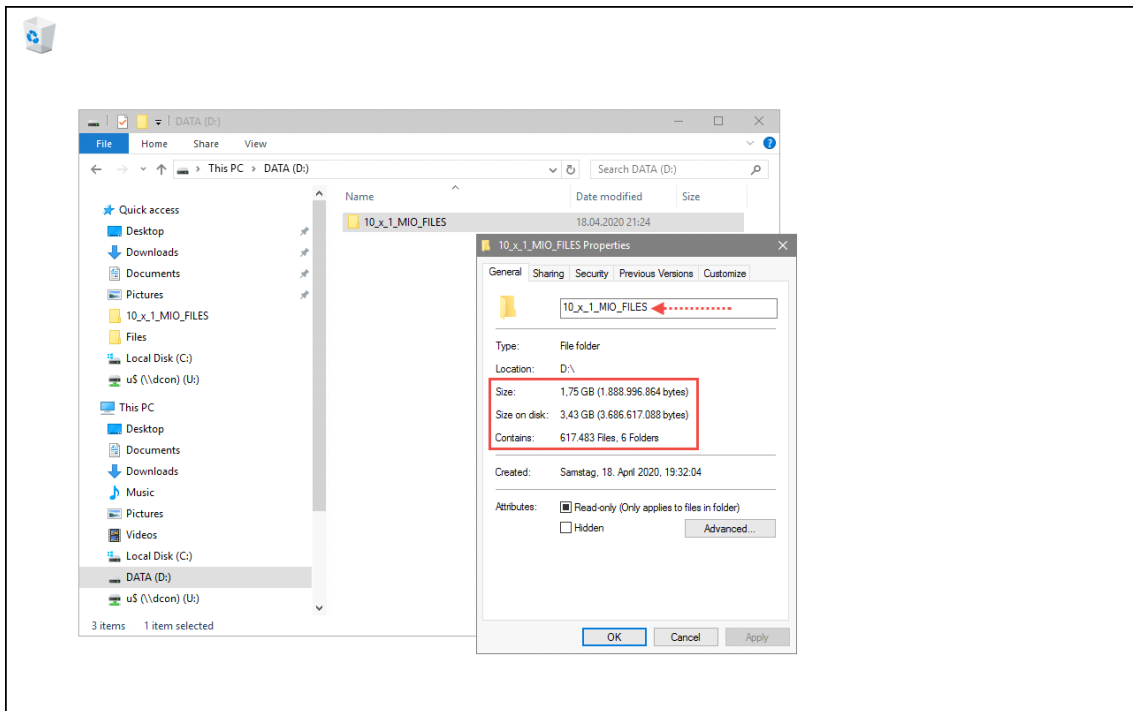 DATA (D:)
File Home Share View
This PC > DATA (D:)
Search DATA (D:)
Name Date modified Size
Quick access
Desktop
Downloads
Documents
Pictures
10_x_1_MIO_FILES
Files
Local Disk (C:)
u$ (\\dcon) (U:)
This PC
Desktop
Documents
Downloads
Music
Pictures
Videos
Local Disk (C:)
DATA (D:)
u$ (\\dcon) (U:)
10_x_1_MIO_FILES 18.04.2020 21:24
3 items 1 item selected
10_x_1_MIO_FILES Properties
General Sharing Security Previous Versions Customize
10_x_1_MIO_FILES
Type: File folder
Location: D:\
Size: 1,75 GB (1.888.996.864 bytes)
Size on disk: 3,43 GB (3.686.617.088 bytes)
Contains: 617.483 Files, 6 Folders
Created: Samstag, 18. April 2020, 19:32:04
Attributes: Read-only (Only applies to files in folder)
Hidden Advanced...
OK Cancel Apply